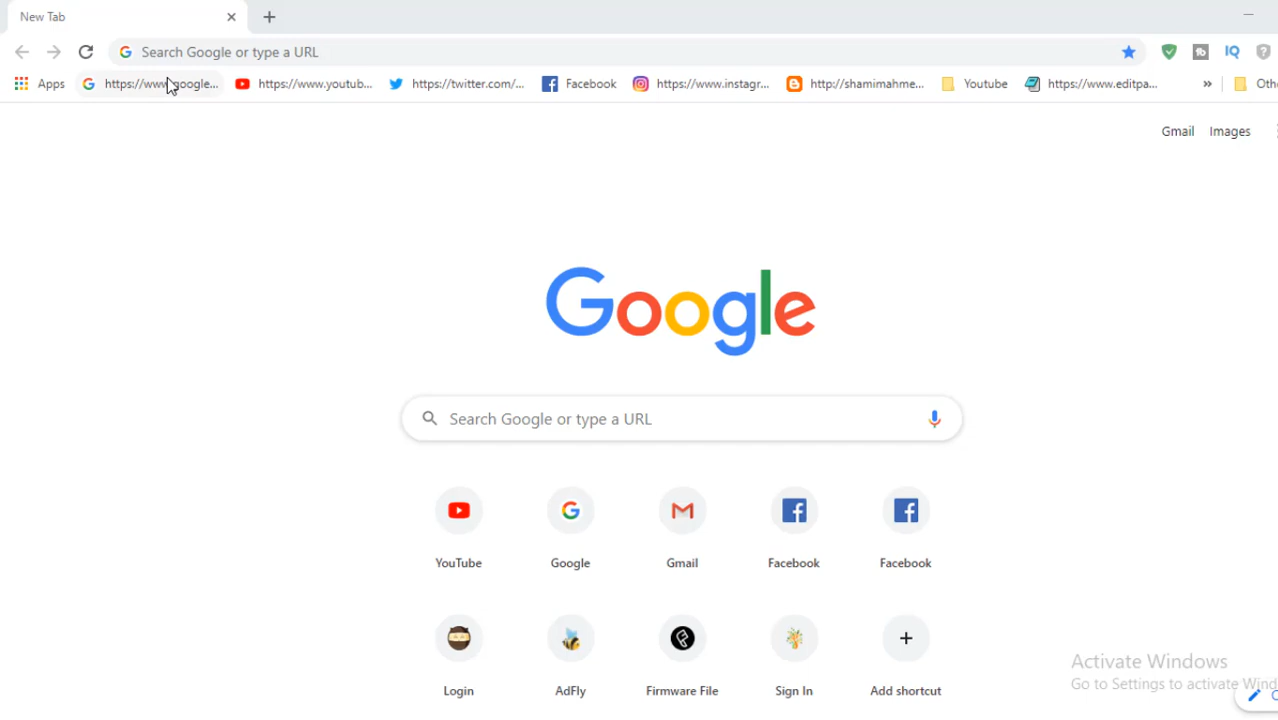 New Tab
Search Google or type a URL
Apps https://www.google... https://www.youtub... https://twitter.com/... Facebook https://www.instagr... http://shamimahme... Youtube https://www.editpa... » Oth
IQ
Gmail Images
Google
Search Google or type a URL
YouTube Google Gmail Facebook Facebook
Login AdFly Firmware File Sign In Add shortcut
Activate Windows
Go to Settings to activate Wind